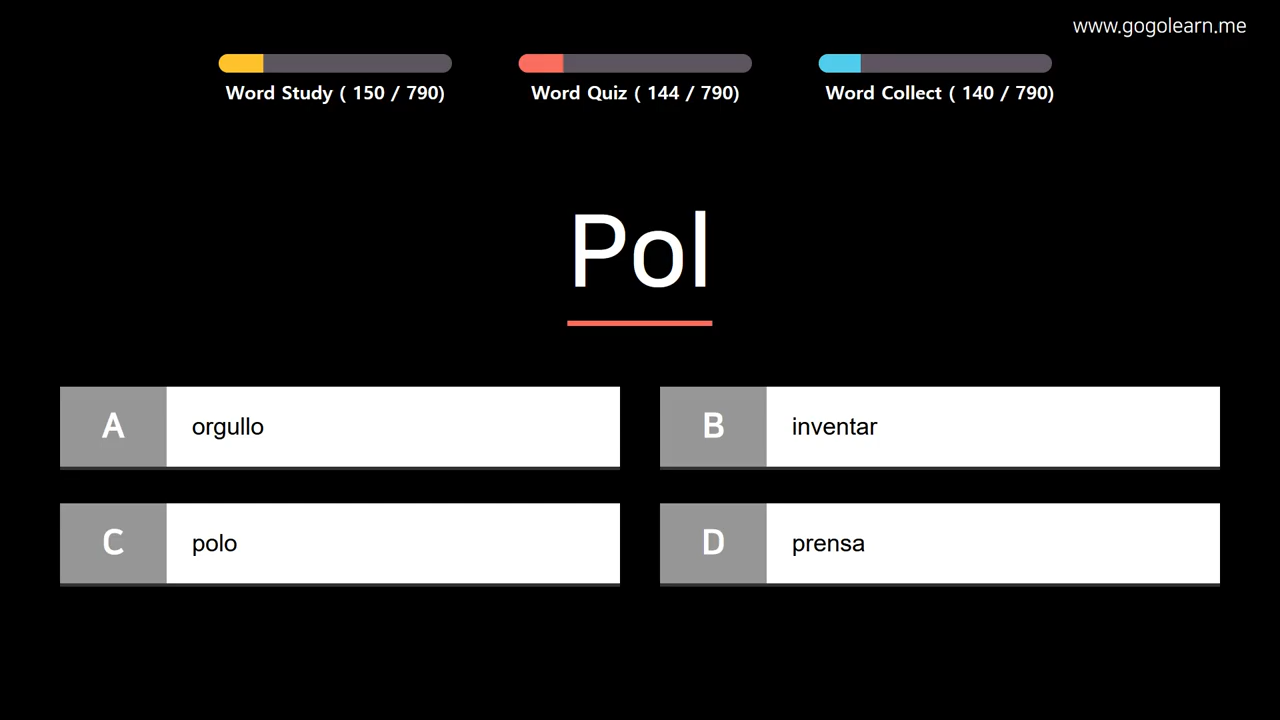 www.gogolearn.me
Word Study ( 150 / 790)
Word Quiz ( 144 / 790)
Word Collect ( 140 / 790)
Pol
A orgullo
B inventar
C polo
D prensa